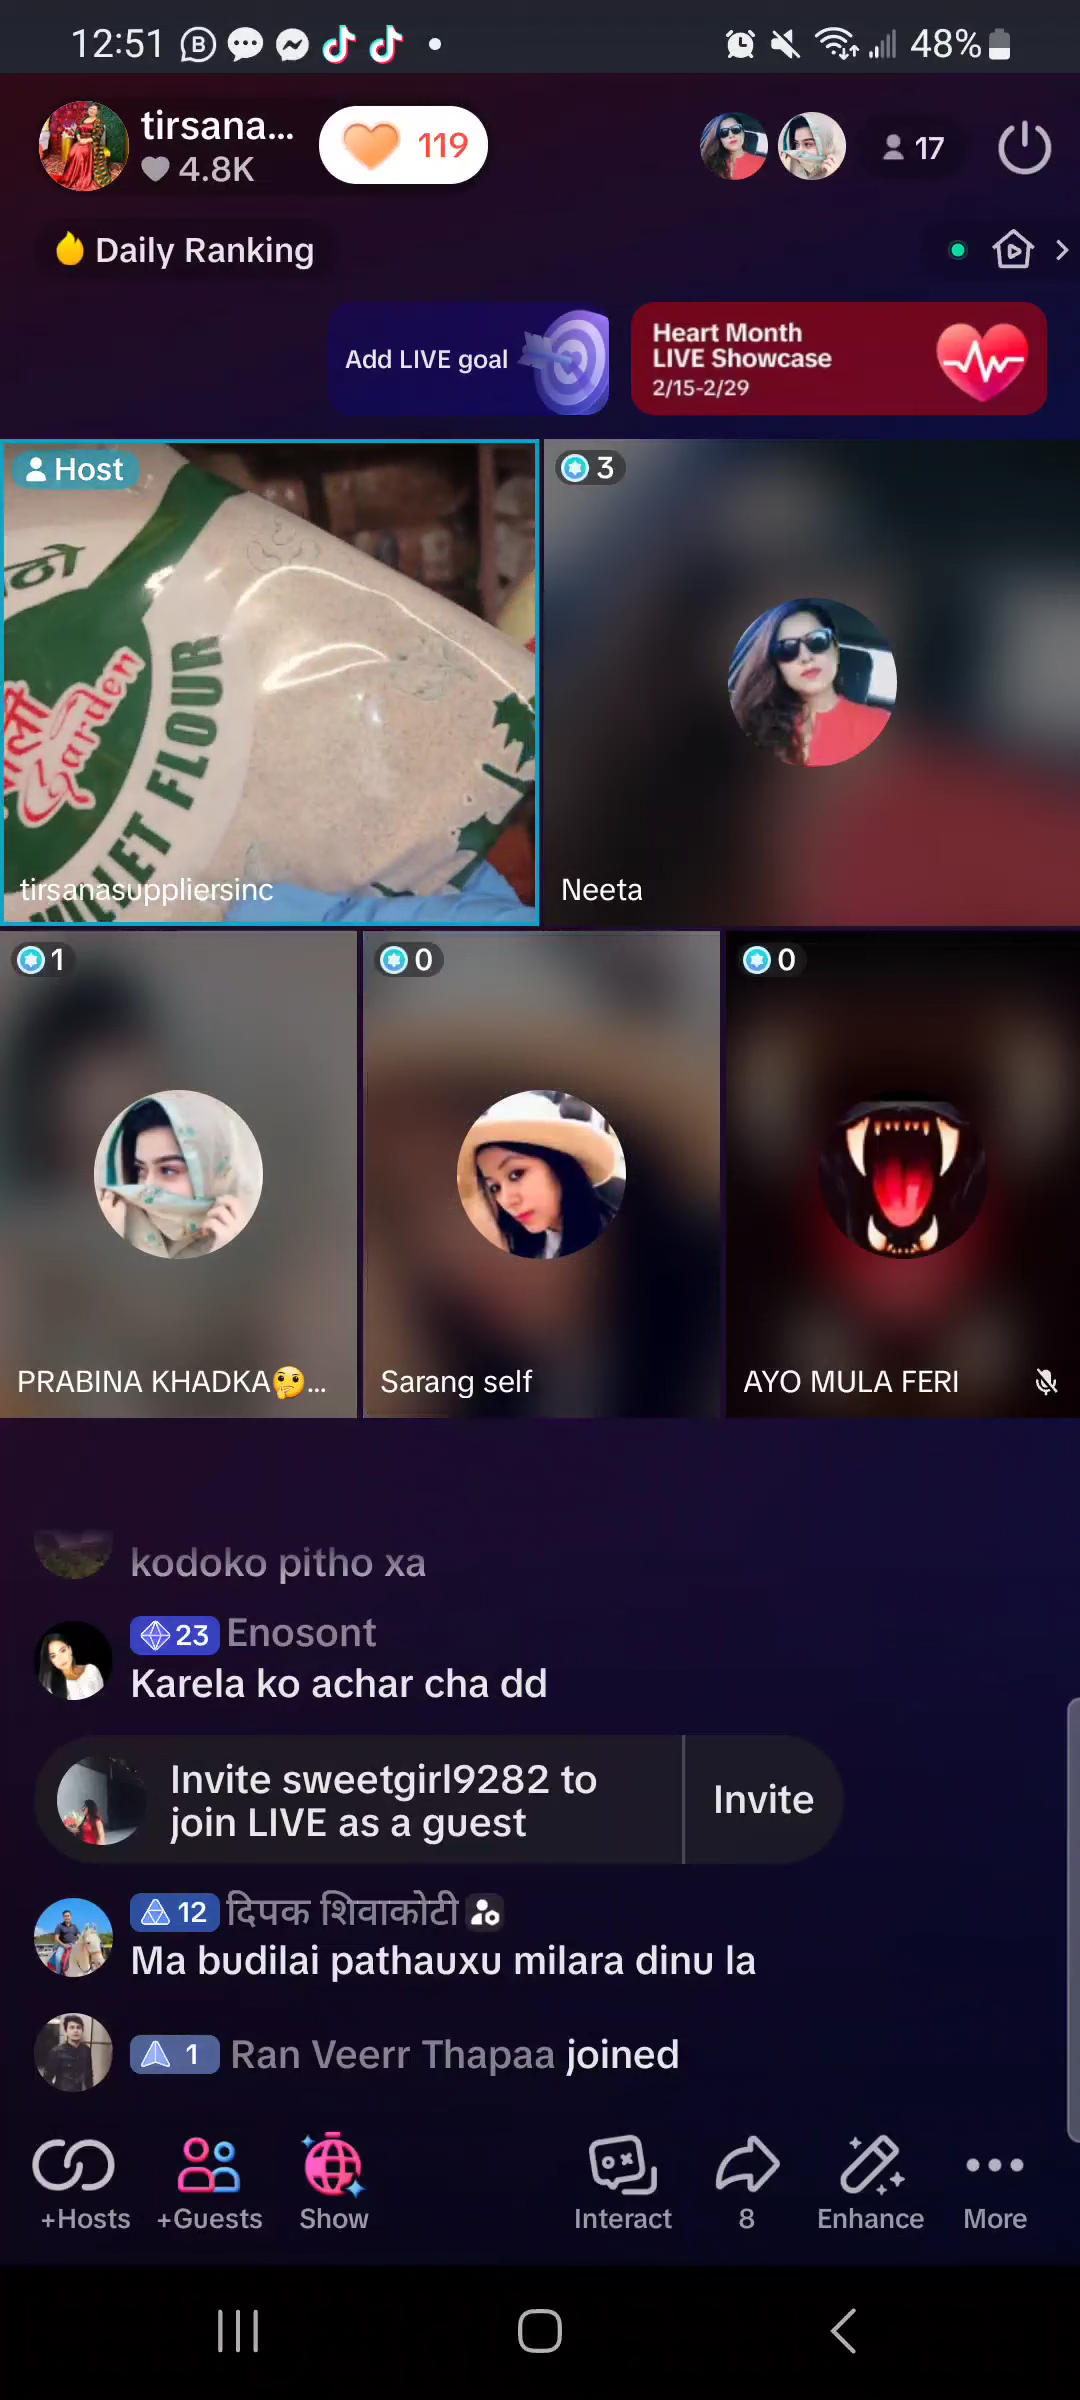 12:51
48%
tirsana...
4.8K
119
17
Daily Ranking
Add LIVE goal
Heart Month
LIVE Showcase
2/15-2/29
Host
3
Garden
FLOUR
tirsanasuppliersinc
Neeta
1
0
0
PRABINA KHADKA🤔...
Sarang self
AYO MULA FERI
kodoko pitho xa
23 Enosont
Karela ko achar cha dd
Invite sweetgirl9282 to
join LIVE as a guest
Invite
12 दिपक शिवाकोटी
Ma budilai pathauxu milara dinu la
1 Ran Veerr Thapaa joined
+Hosts
+Guests
Show
Interact
8
Enhance
More